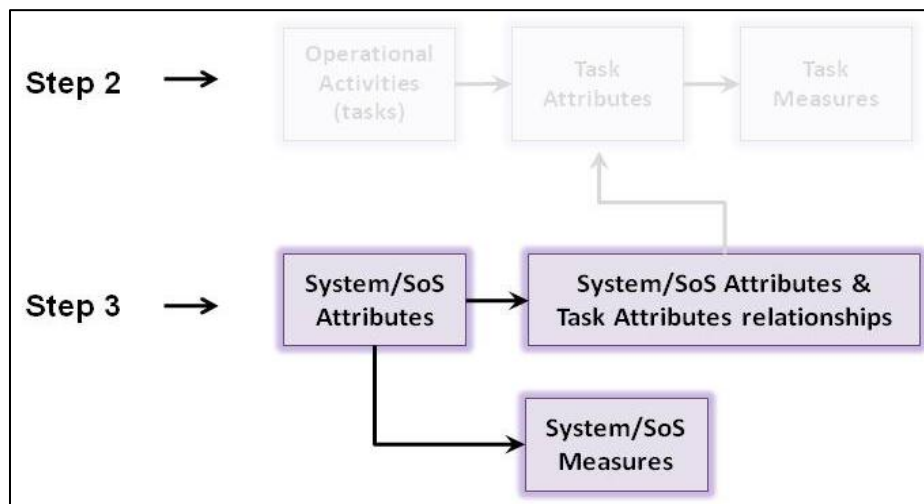 Step 2
Operational
Activities
(tasks)
Task
Attributes
Task
Measures
Step 3
System/SoS
Attributes
System/SoS Attributes &
Task Attributes relationships
System/SoS
Measures